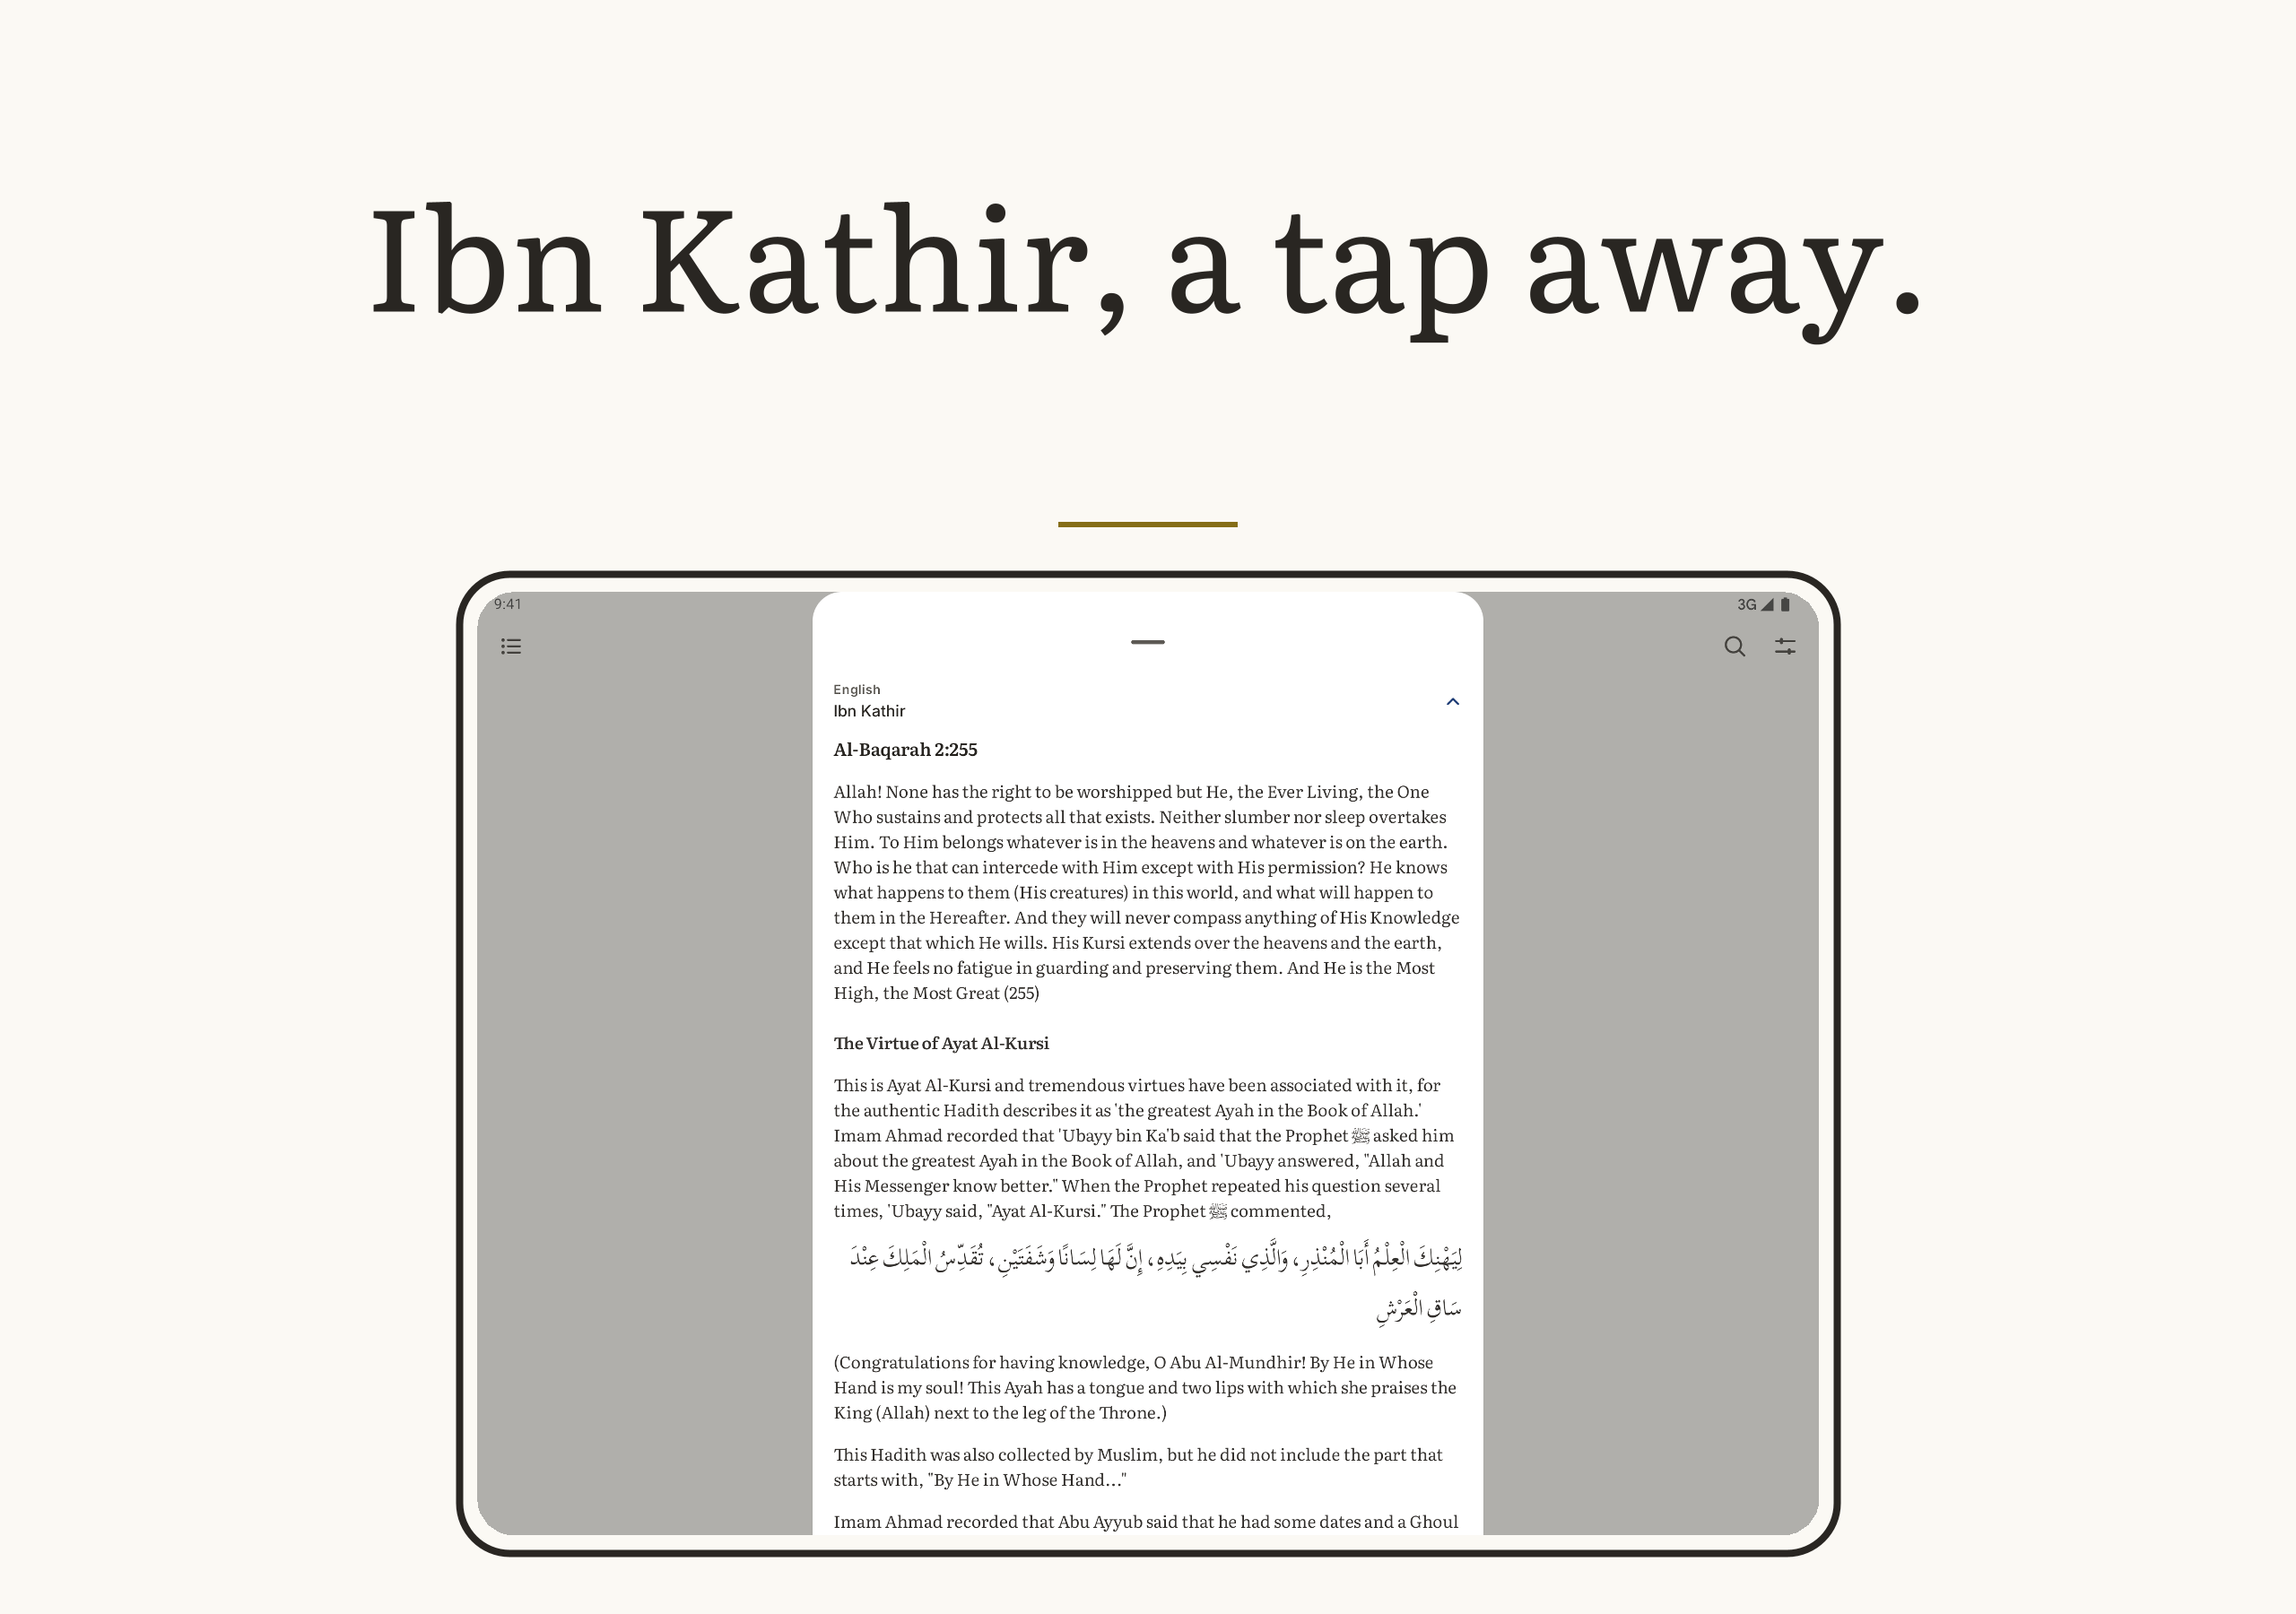 Ibn Kathir, a tap away.
9:41
3G
English
Ibn Kathir
Al-Baqarah 2:255
Allah! None has the right to be worshipped but He, the Ever Living, the One
Who sustains and protects all that exists. Neither slumber nor sleep overtakes
Him. To Him belongs whatever is in the heavens and whatever is on the earth.
Who is he that can intercede with Him except with His permission? He knows
what happens to them (His creatures) in this world, and what will happen to
them in the Hereafter. And they will never compass anything of His Knowledge
except that which He wills. His Kursi extends over the heavens and the earth,
and He feels no fatigue in guarding and preserving them. And He is the Most
High, the Most Great (255)
The Virtue of Ayat Al-Kursi
This is Ayat Al-Kursi and tremendous virtues have been associated with it, for
the authentic Hadith describes it as 'the greatest Ayah in the Book of Allah.'
Imam Ahmad recorded that 'Ubayy bin Ka'b said that the Prophet ﷺ asked him
about the greatest Ayah in the Book of Allah, and 'Ubayy answered, "Allah and
His Messenger know better." When the Prophet repeated his question several
times, 'Ubayy said, "Ayat Al-Kursi." The Prophet ﷺ commented,
لِيَهْنِكَ الْعِلْمُ أَبَا الْمُنْذِرِ، وَالَّذِي نَفْسِي بِيَدِهِ، إِنَّ لَهَا لِسَانًا وَشَفَتَيْنِ، تُقَدِّسُ الْمَلِكَ عِنْدَ
سَاقِ الْعَرْشِ
(Congratulations for having knowledge, O Abu Al-Mundhir! By He in Whose
Hand is my soul! This Ayah has a tongue and two lips with which she praises the
King (Allah) next to the leg of the Throne.)
This Hadith was also collected by Muslim, but he did not include the part that
starts with, "By He in Whose Hand..."
Imam Ahmad recorded that Abu Ayyub said that he had some dates and a Ghoul